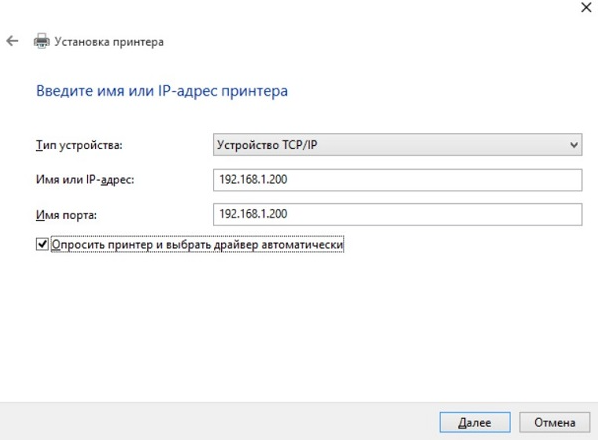 Установка принтера
Введите имя или IP-адрес принтера
Тип устройства: Устройство TCP/IP
Имя или IP-адрес: 192.168.1.200
Имя порта: 192.168.1.200
Опросить принтер и выбрать драйвер автоматически
Далее Отмена